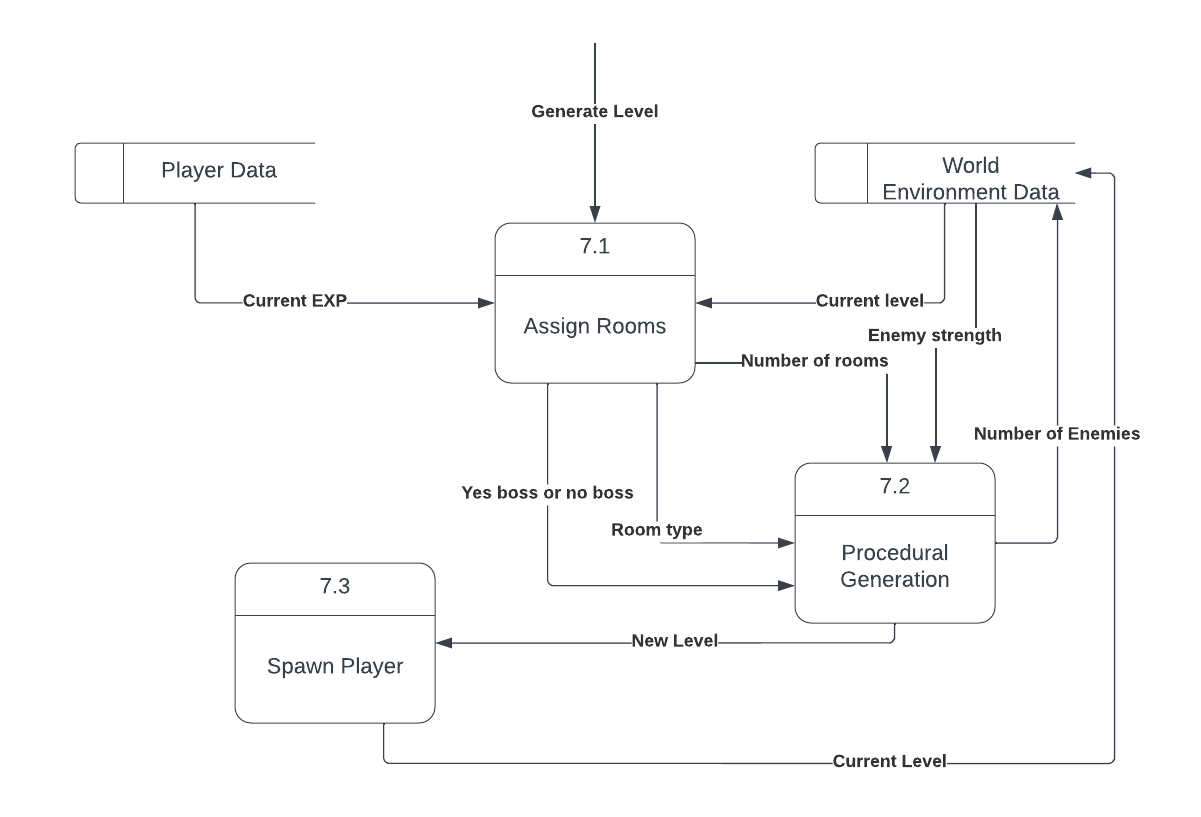 Generate Level
Player Data
World
Environment Data
7.1
Current EXP
Current level
Assign Rooms
Enemy strength
Number of rooms
Number of Enemies
7.2
Yes boss or no boss
Room type
Procedural
Generation
7.3
New Level
Spawn Player
Current Level